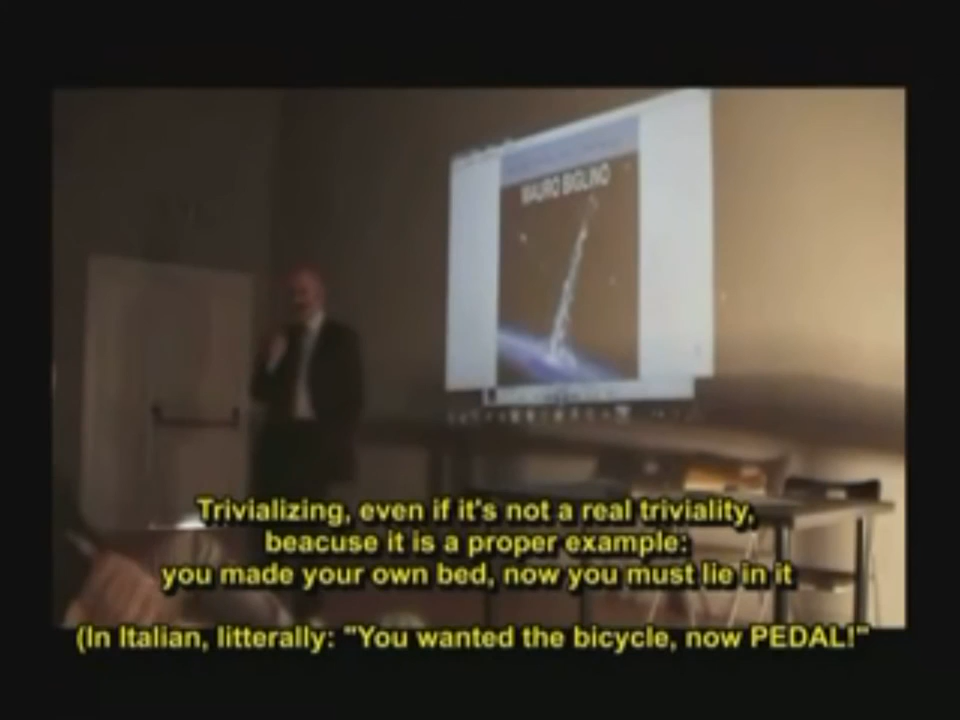 MAURO BIGLINO
Trivializing, even if it's not a real triviality,
beacuse it is a proper example:
you made your own bed, now you must lie in it
(In Italian, litterally: "You wanted the bicycle, now PEDAL!"